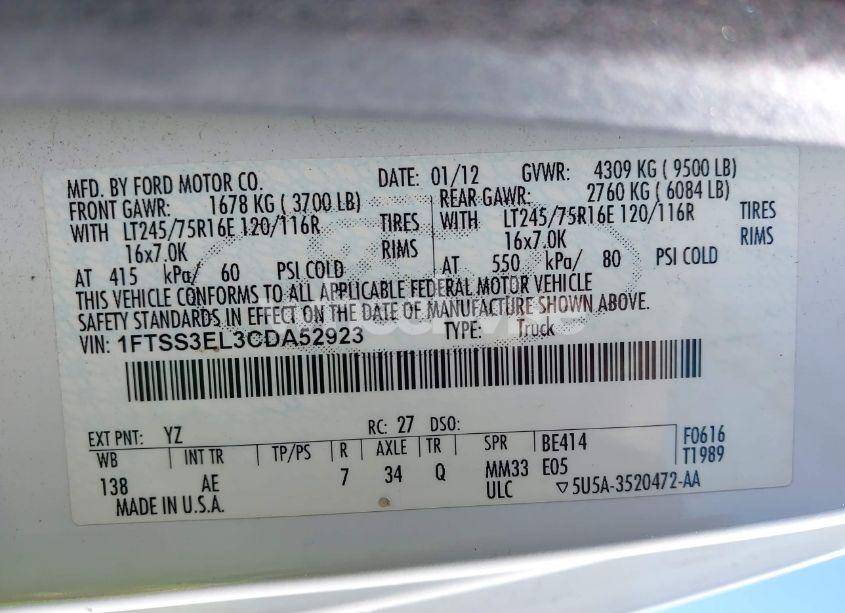 MFD. BY FORD MOTOR CO. DATE: 01/12 GVWR: 4309 KG ( 9500 LB)
FRONT GAWR: 1678 KG ( 3700 LB) REAR GAWR: 2760 KG ( 6084 LB)
WITH LT245/75R16E 120/116R TIRES WITH LT245/75R16E 120/116R TIRES
16x7.0K RIMS 16x7.0K RIMS
AT 415 kPa/ 60 PSI COLD AT 550 kPa/ 80 PSI COLD
THIS VEHICLE CONFORMS TO ALL APPLICABLE FEDERAL MOTOR VEHICLE
SAFETY STANDARDS IN EFFECT ON THE DATE OF MANUFACTURE SHOWN ABOVE.
VIN: 1FTSS3EL3CDA52923 TYPE: Truck
EXT PNT: YZ RC: 27 DSO:
WB INT TR TP/PS R AXLE TR SPR BE414 F0616
138 AE 7 34 Q MM33 E05 T1989
MADE IN U.S.A. ULC ▽5U5A-3520472-AA